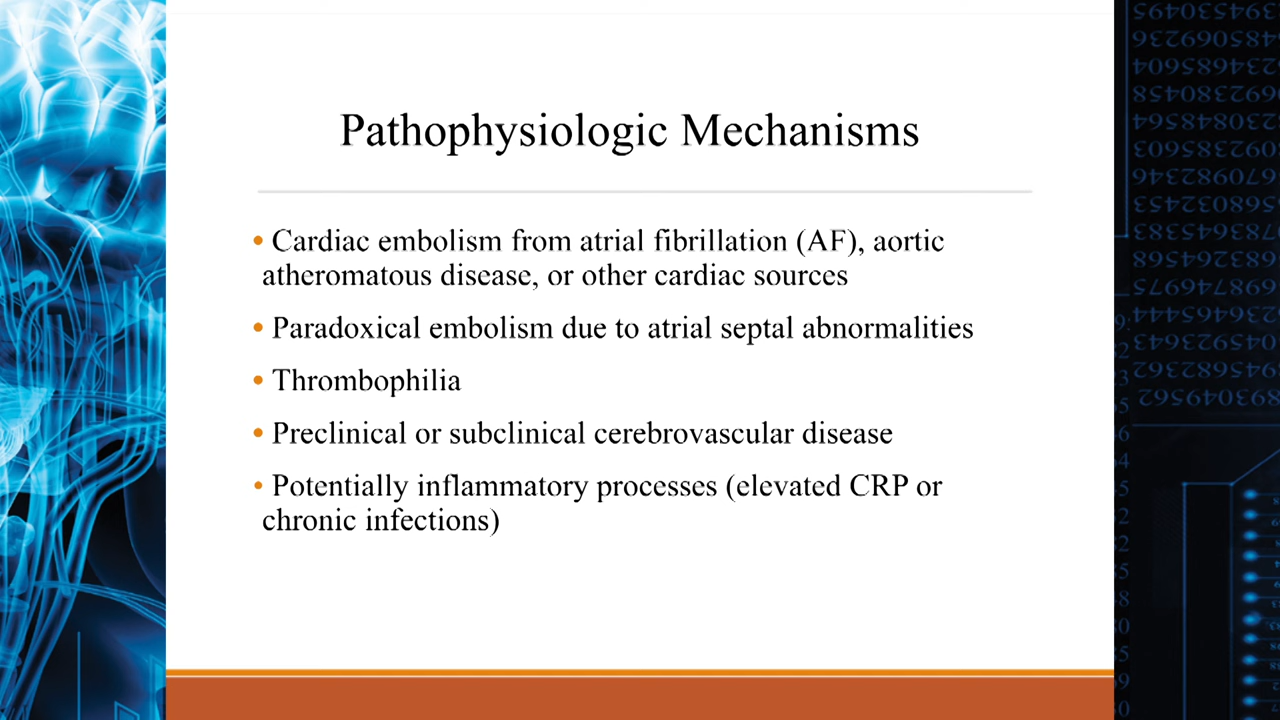 Pathophysiologic Mechanisms
• Cardiac embolism from atrial fibrillation (AF), aortic
atheromatous disease, or other cardiac sources
• Paradoxical embolism due to atrial septal abnormalities
• Thrombophilia
• Preclinical or subclinical cerebrovascular disease
• Potentially inflammatory processes (elevated CRP or
chronic infections)